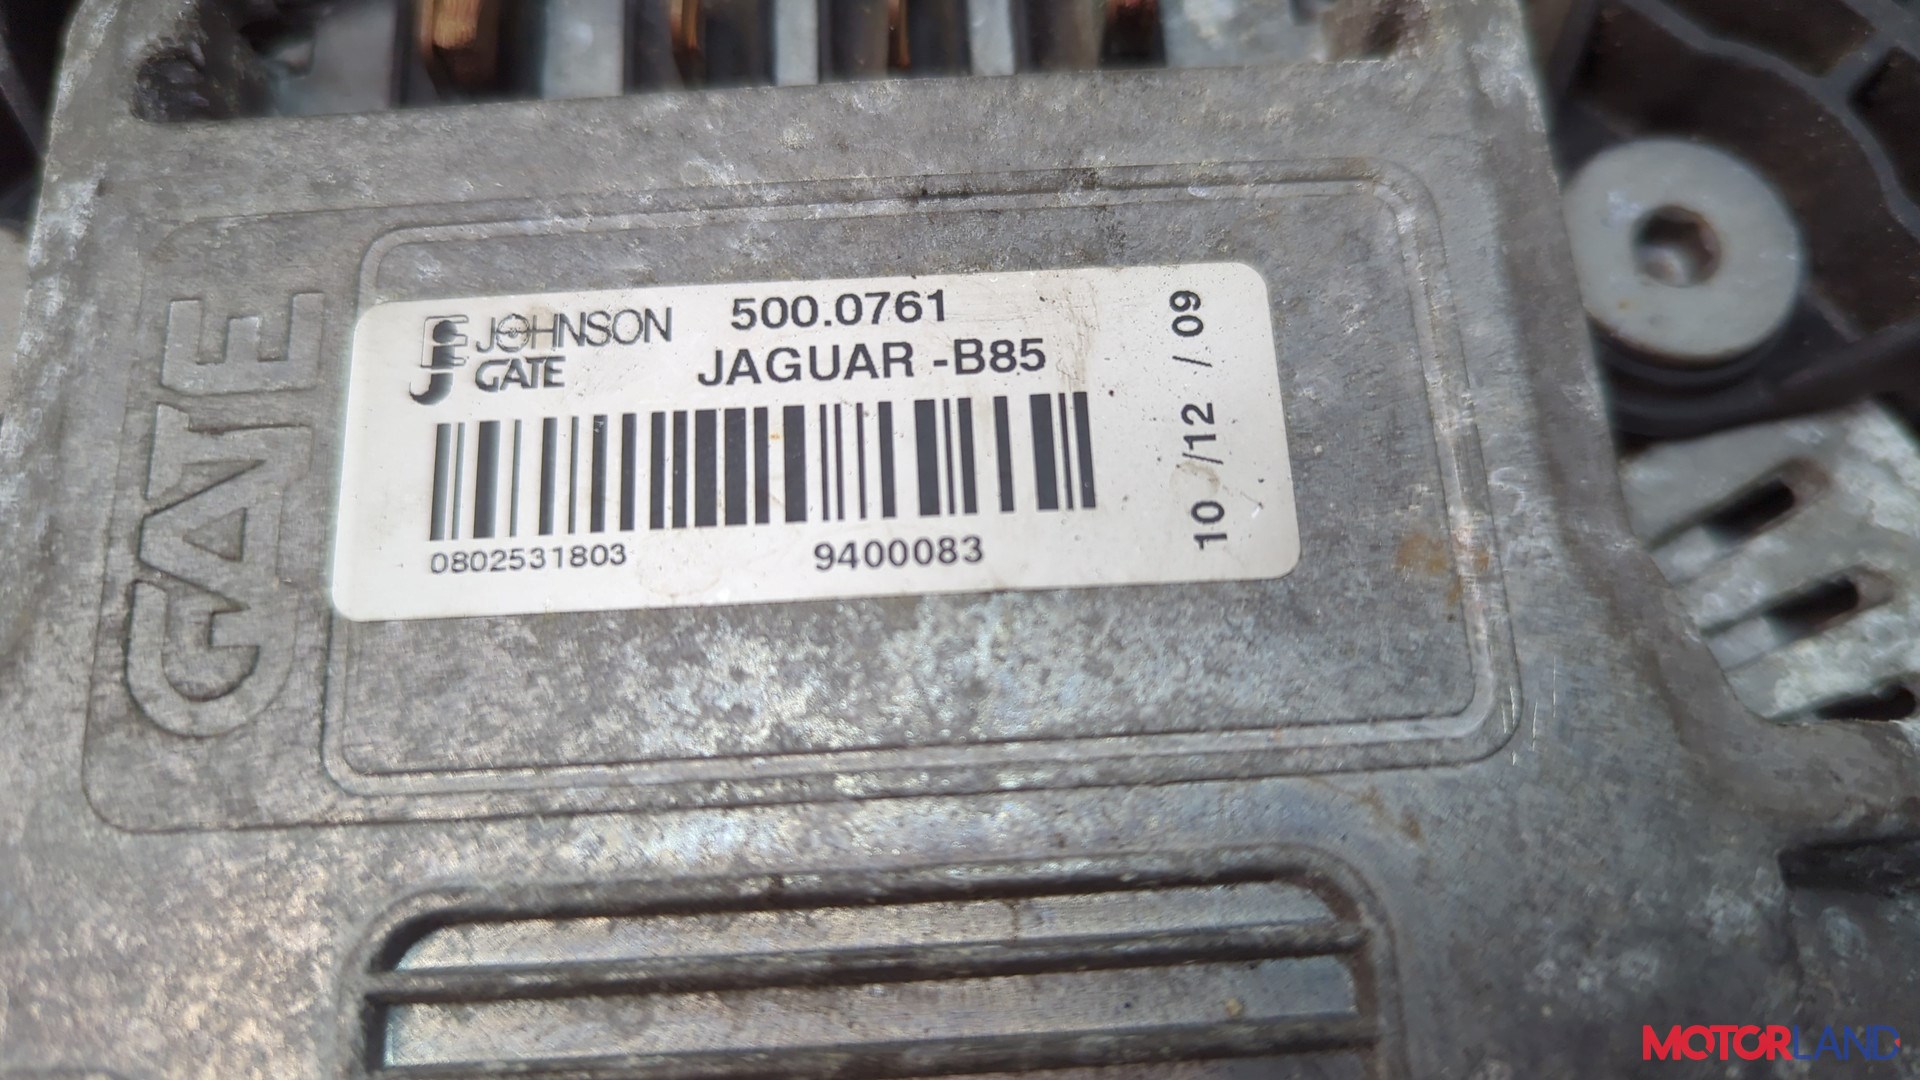 GATE
JOHNSON
GATE
500.0761
JAGUAR -B85
0802531803
9400083
10 /12 / 09
MOTORLAND